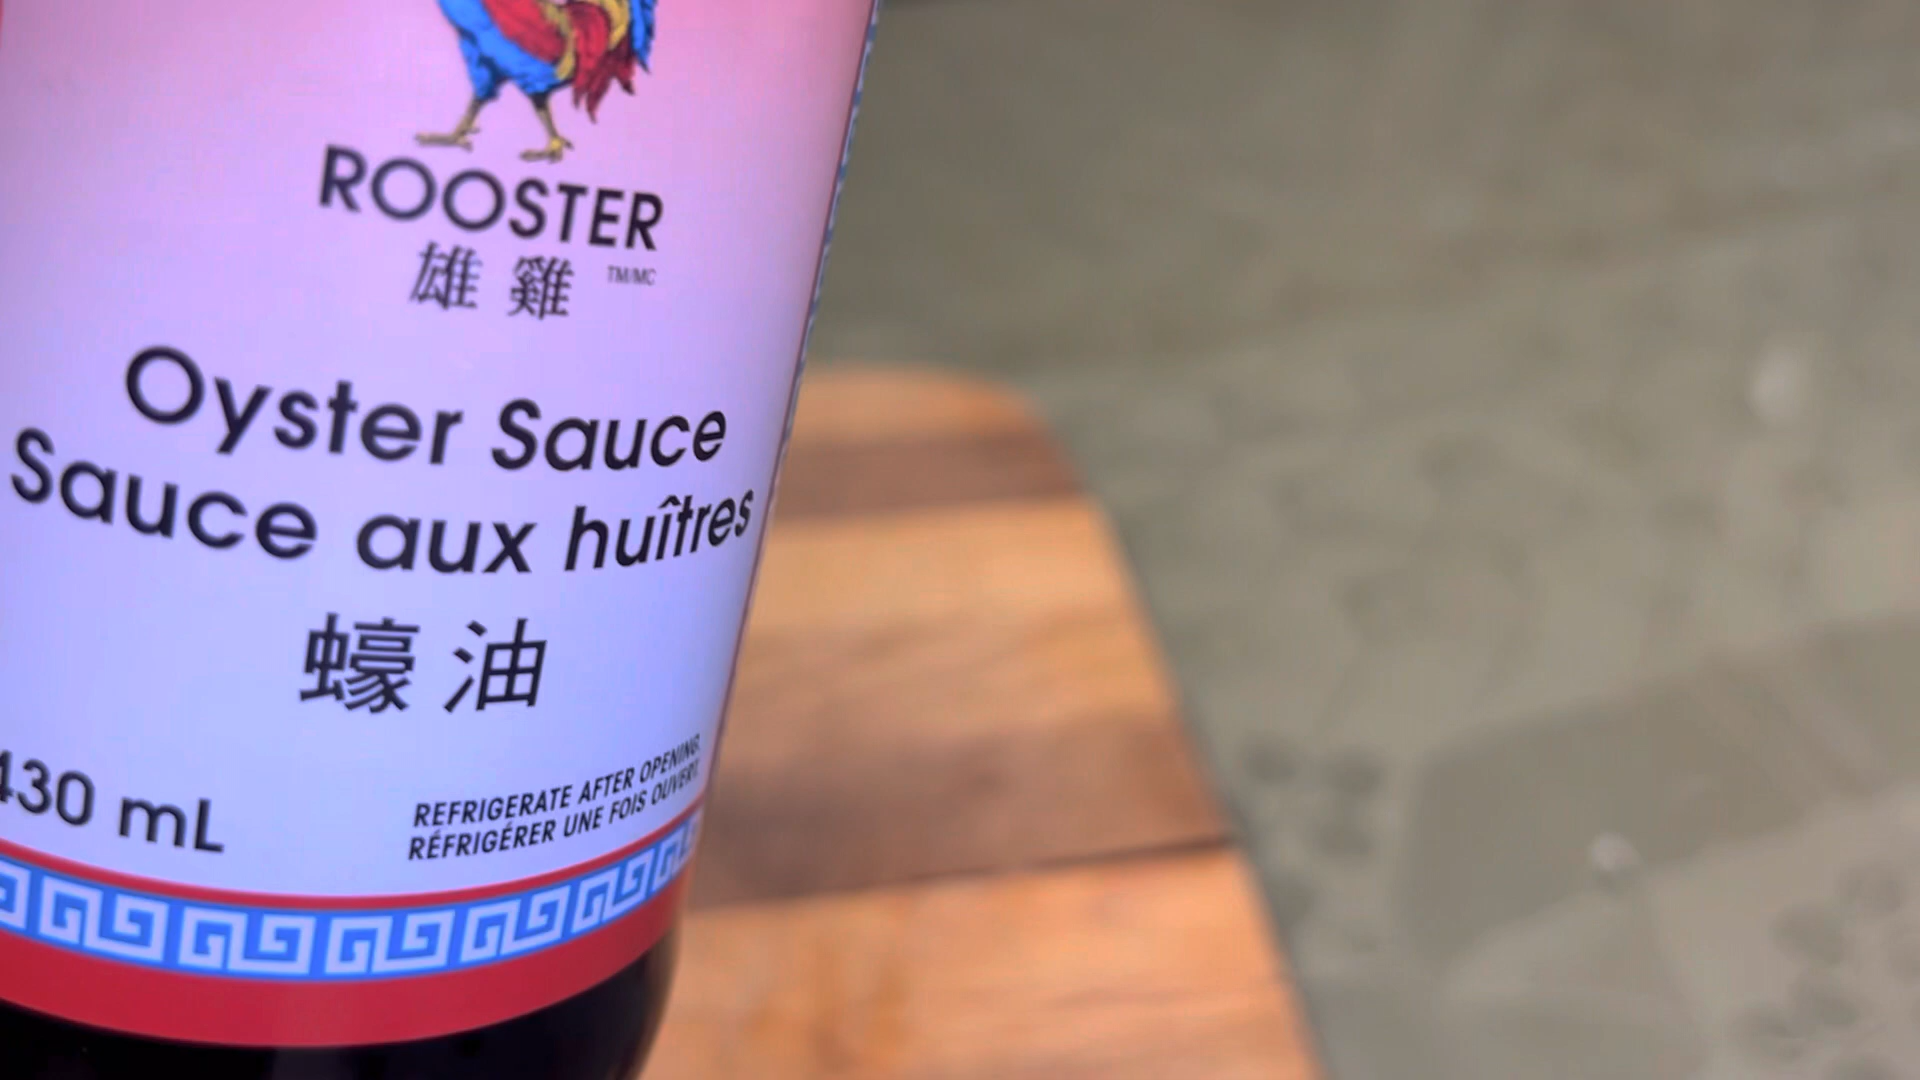 ROOSTER
雄雞 TM/MC
Oyster Sauce
Sauce aux huîtres
蠔油
430 mL
REFRIGERATE AFTER OPENING.
RÉFRIGÉRER UNE FOIS OUVERT.